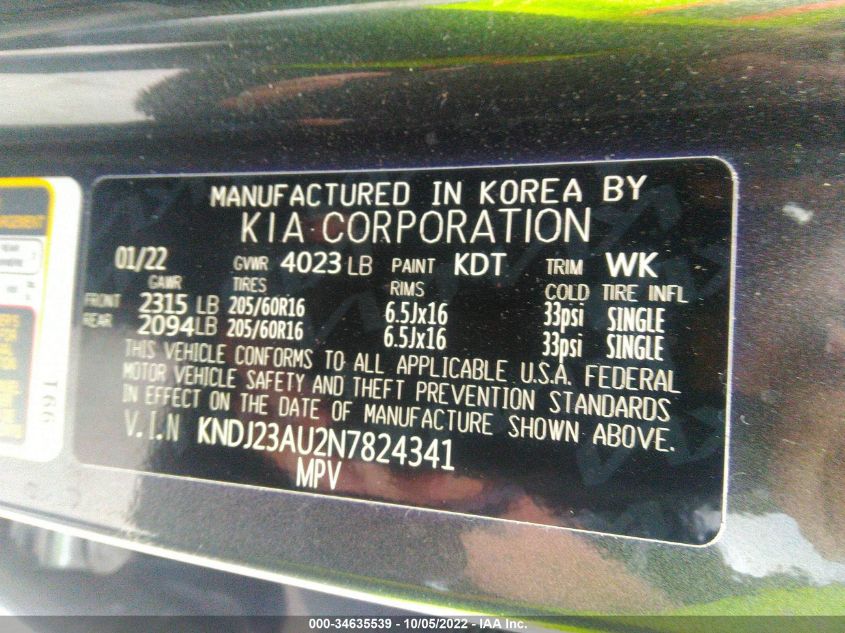 MANUFACTURED IN KOREA BY
KIA CORPORATION
01/22 GVWR 4023 LB PAINT KDT TRIM WK
GAWR TIRES RIMS COLD TIRE INFL
FRONT 2315 LB 205/60R16 6.5Jx16 33psi SINGLE
REAR 2094LB 205/60R16 6.5Jx16 33psi SINGLE
THIS VEHICLE CONFORMS TO ALL APPLICABLE U.S.A. FEDERAL
MOTOR VEHICLE SAFETY AND THEFT PREVENTION STANDARDS
IN EFFECT ON THE DATE OF MANUFACTURE SHOWN ABOVE.
V.I.N KNDJ23AU2N7824341
MPV
T66
000-34635539 - 10/05/2022 - IAA Inc.